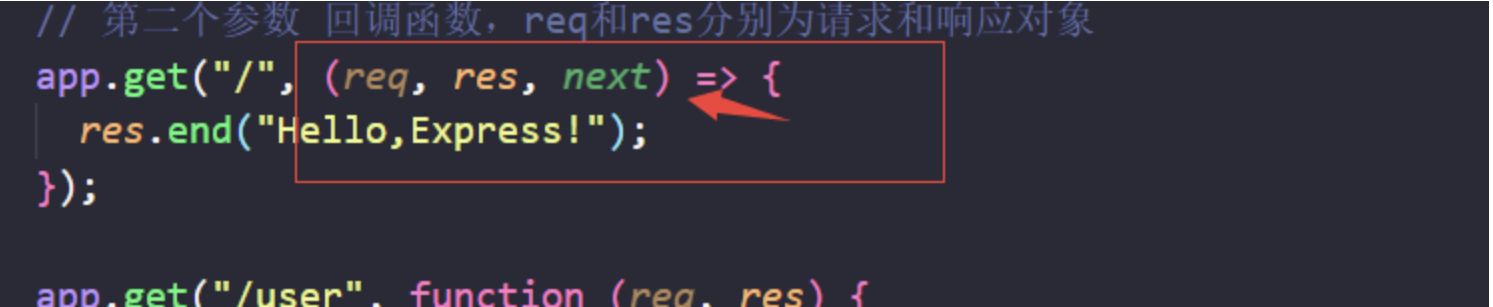 // 第二个参数 回调函数，req和res分别为请求和响应对象
app.get("/", (req, res, next) => {
res.end("Hello,Express!");
});
app.get("/user", function (req, res) {